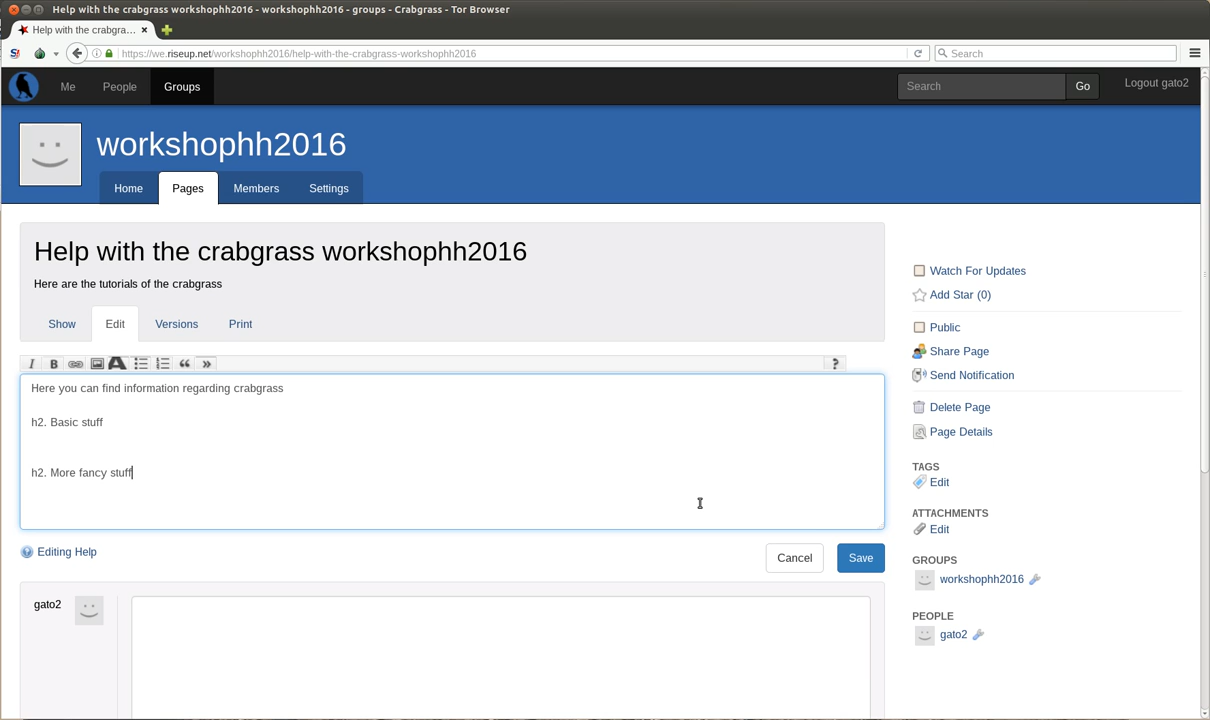 Help with the crabgrass workshophh2016 - workshophh2016 - groups - Crabgrass - Tor Browser
Help with the crabgra...
https://we.riseup.net/workshophh2016/help-with-the-crabgrass-workshophh2016
Search
Me People Groups
Search Go
Logout gato2
workshophh2016
Home Pages Members Settings
Help with the crabgrass workshophh2016
Here are the tutorials of the crabgrass
Show Edit Versions Print
I B A ?
Here you can find information regarding crabgrass
h2. Basic stuff
h2. More fancy stuff
Editing Help
Cancel Save
gato2
Watch For Updates
Add Star (0)
Public
Share Page
Send Notification
Delete Page
Page Details
TAGS
Edit
ATTACHMENTS
Edit
GROUPS
workshophh2016
PEOPLE
gato2